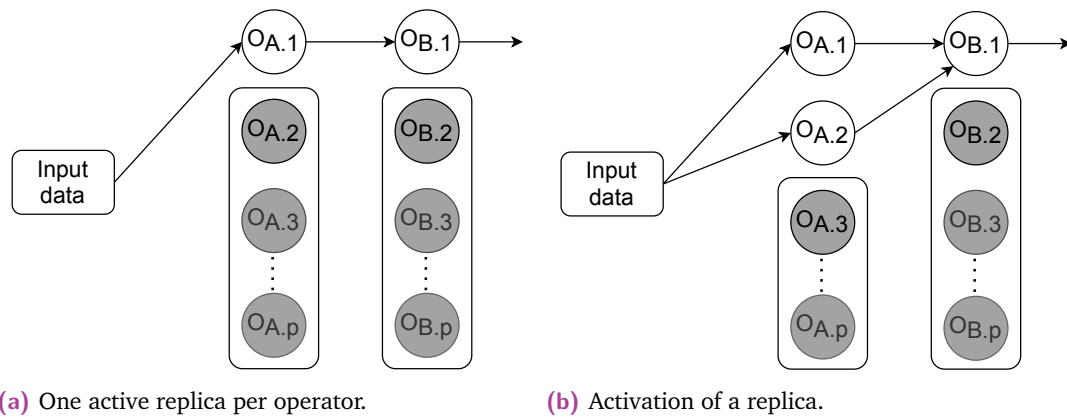 OA.1
OB.1
OA.2
OB.2
Input
data
OA.3
OB.3
OA.p
OB.p
OA.1
OB.1
OA.2
OB.2
Input
data
OA.3
OB.3
OA.p
OB.p
(a) One active replica per operator.
(b) Activation of a replica.